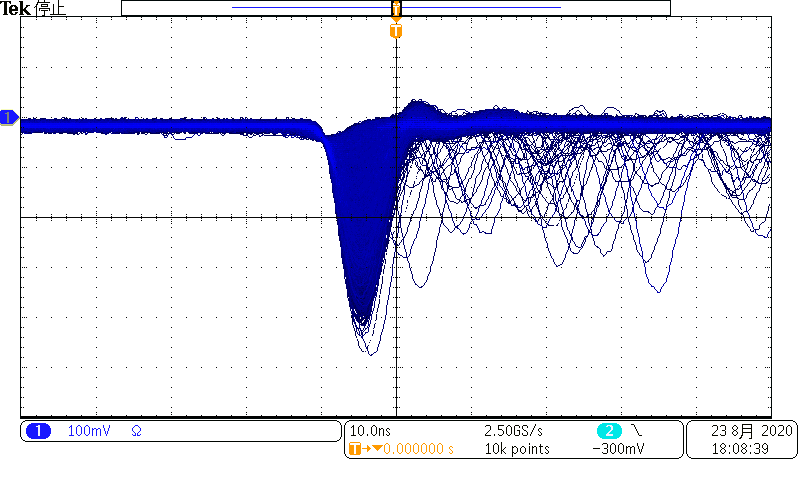 Tek 停止
T
T
1
1 100mV Ω
10.0ns 2.50GS/s 2 -300mV
T→▼0.000000 s 10k points
23 8月 2020
18:08:39